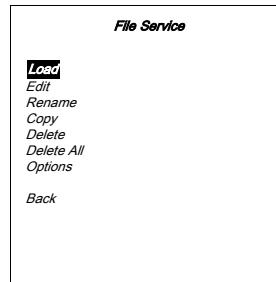 File Service
Load
Edit
Rename
Copy
Delete
Delete All
Options
Back